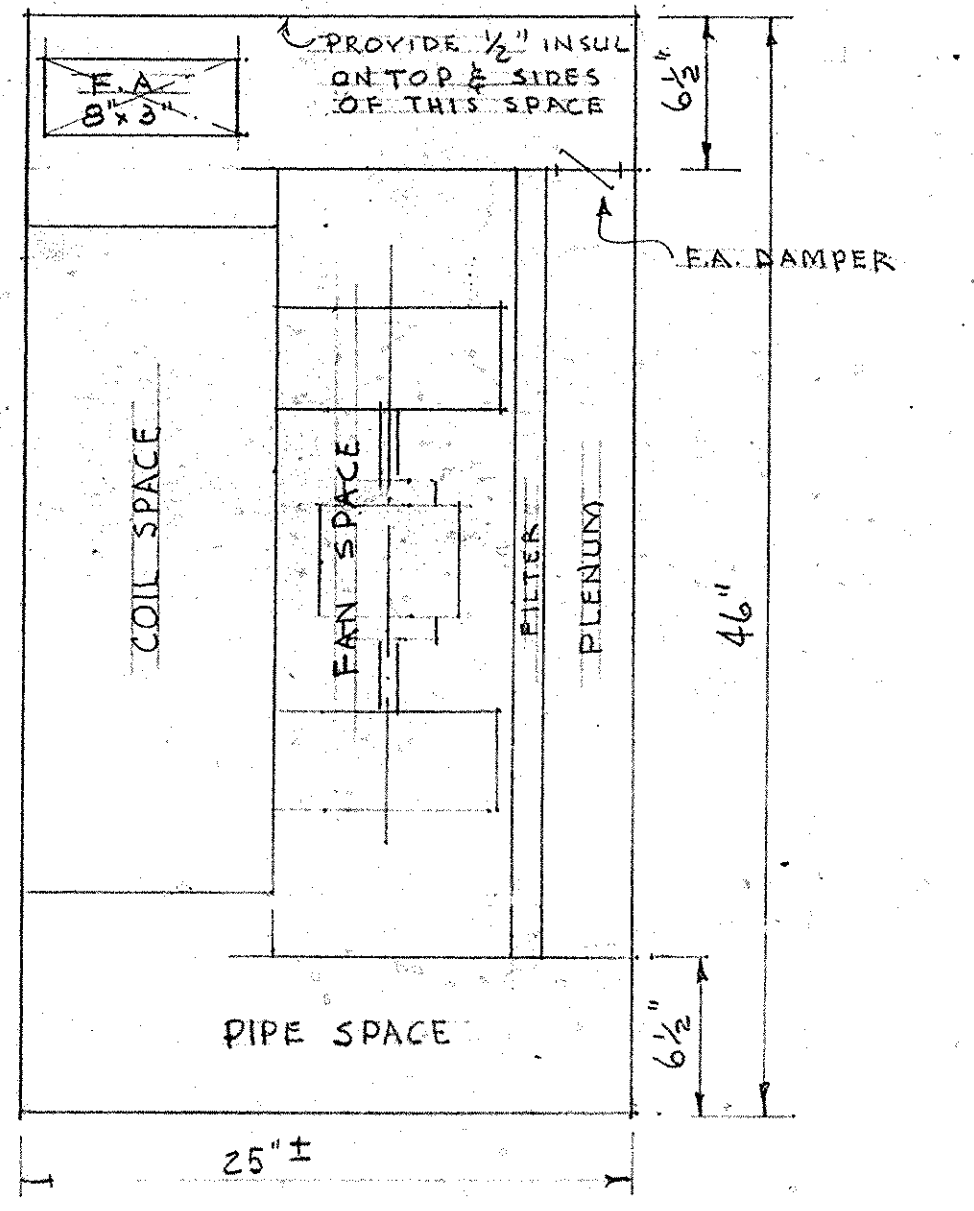 PROVIDE ½" INSUL
ON TOP & SIDES
OF THIS SPACE
F.A
8"x 3"
6½"
F.A. DAMPER
COIL SPACE
FAN SPACE
FILTER
PLENUM
46"
PIPE SPACE
6½"
25"±